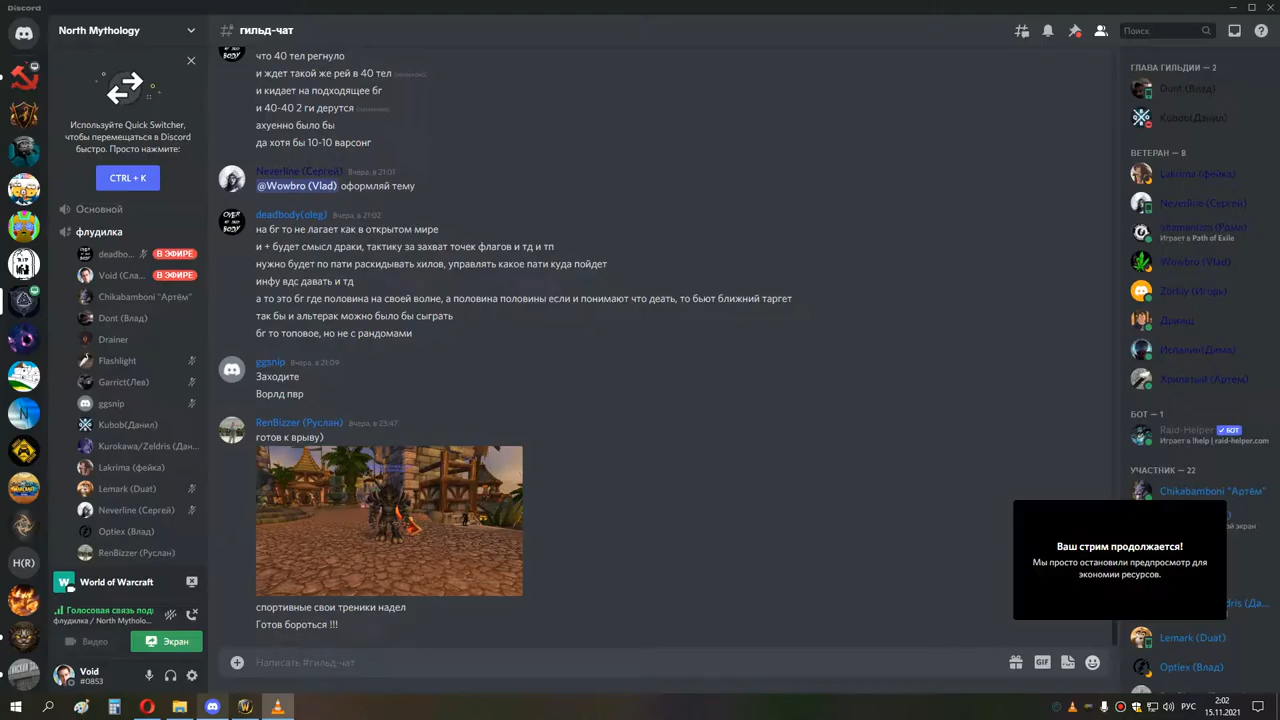 Discord
North Mythology
гильд-чат
Поиск
Используйте Quick Switcher,
чтобы перемещаться в Discord
быстро. Просто нажмите:
CTRL + K
Основной
флудилка
deadbo... В ЭФИРЕ
Void (Сла... В ЭФИРЕ
Chikabamboni "Артём"
Dont (Влад)
Drainer
Flashlight
Garrict(Лев)
ggsnip
Kubob(Данил)
Kurokawa/Zeldris (Дан...
Lakrima (фейка)
Lemark (Duat)
Neverline (Сергей)
Optiex (Влад)
RenBizzer (Руслан)
H(R)
World of Warcraft
Голосовая связь под
флудилка / North Mytholo...
Видео
Экран
Void
#0853
что 40 тел регнуло
и ждет такой же рей в 40 тел
и кидает на подходящее бг
и 40-40 2 ги дерутся
ахуенно было бы
да хотя бы 10-10 варсонг
Neverline (Сергей) Вчера, в 21:01
@Wowbro (Vlad) оформляй тему
deadbody(oleg) Вчера, в 21:02
на бг то не лагает как в открытом мире
и + будет смысл драки, тактику за захват точек флагов и тд и тп
нужно будет по пати раскидывать хилов, управлять какое пати куда пойдет
инфу вдс давать и тд
а то это бг где половина на своей волне, а половина половины если и понимают что деать, то бьют ближний таргет
так бы и альтерак можно было бы сыграть
бг то топовое, но не с рандомами
ggsnip Вчера, в 21:09
Заходите
Ворлд пвр
RenBizzer (Руслан) Вчера, в 23:47
готов к врыву)
спортивные свои треники надел
Готов бороться !!!
Написать #гильд-чат
GIF
ГЛАВА ГИЛЬДИИ — 2
Dont (Влад)
Kubob(Данил)
ВЕТЕРАН — 8
Lakrima (фейка)
Neverline (Сергей)
Shamanizm (Рома)
Играет в Path of Exile
Wowbro (Vlad)
Zorkiy (Игорь)
Дринщ
Испалин(Дима)
Хрипатый (Артем)
БОТ — 1
Raid-Helper БОТ
Играет в !help | raid-helper.com
УЧАСТНИК — 22
Chikabamboni "Артём"
Ваш стрим продолжается!
Мы просто остановили предпросмотр для
экономии ресурсов.
Lemark (Duat)
Optiex (Влад)
РУС
2:02
15.11.2021